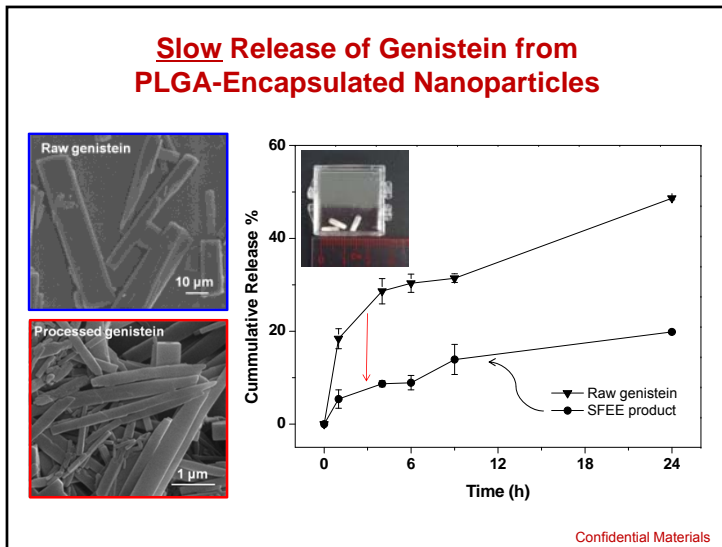 Slow Release of Genistein from
PLGA-Encapsulated Nanoparticles
Raw genistein
10 µm
Processed genistein
1 µm
Cummulative Release %
60
40
20
0
Raw genistein
SFEE product
0 6 12 18 24
Time (h)
Confidential Materials